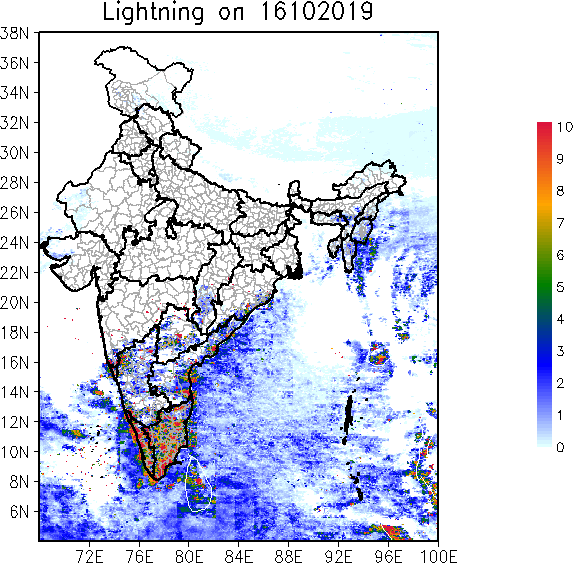 Lightning on 16102019
38N
36N
34N
32N
30N
28N
26N
24N
22N
20N
18N
16N
14N
12N
10N
8N
6N
72E 76E 80E 84E 88E 92E 96E 100E
10
9
8
7
6
5
4
3
2
1
0